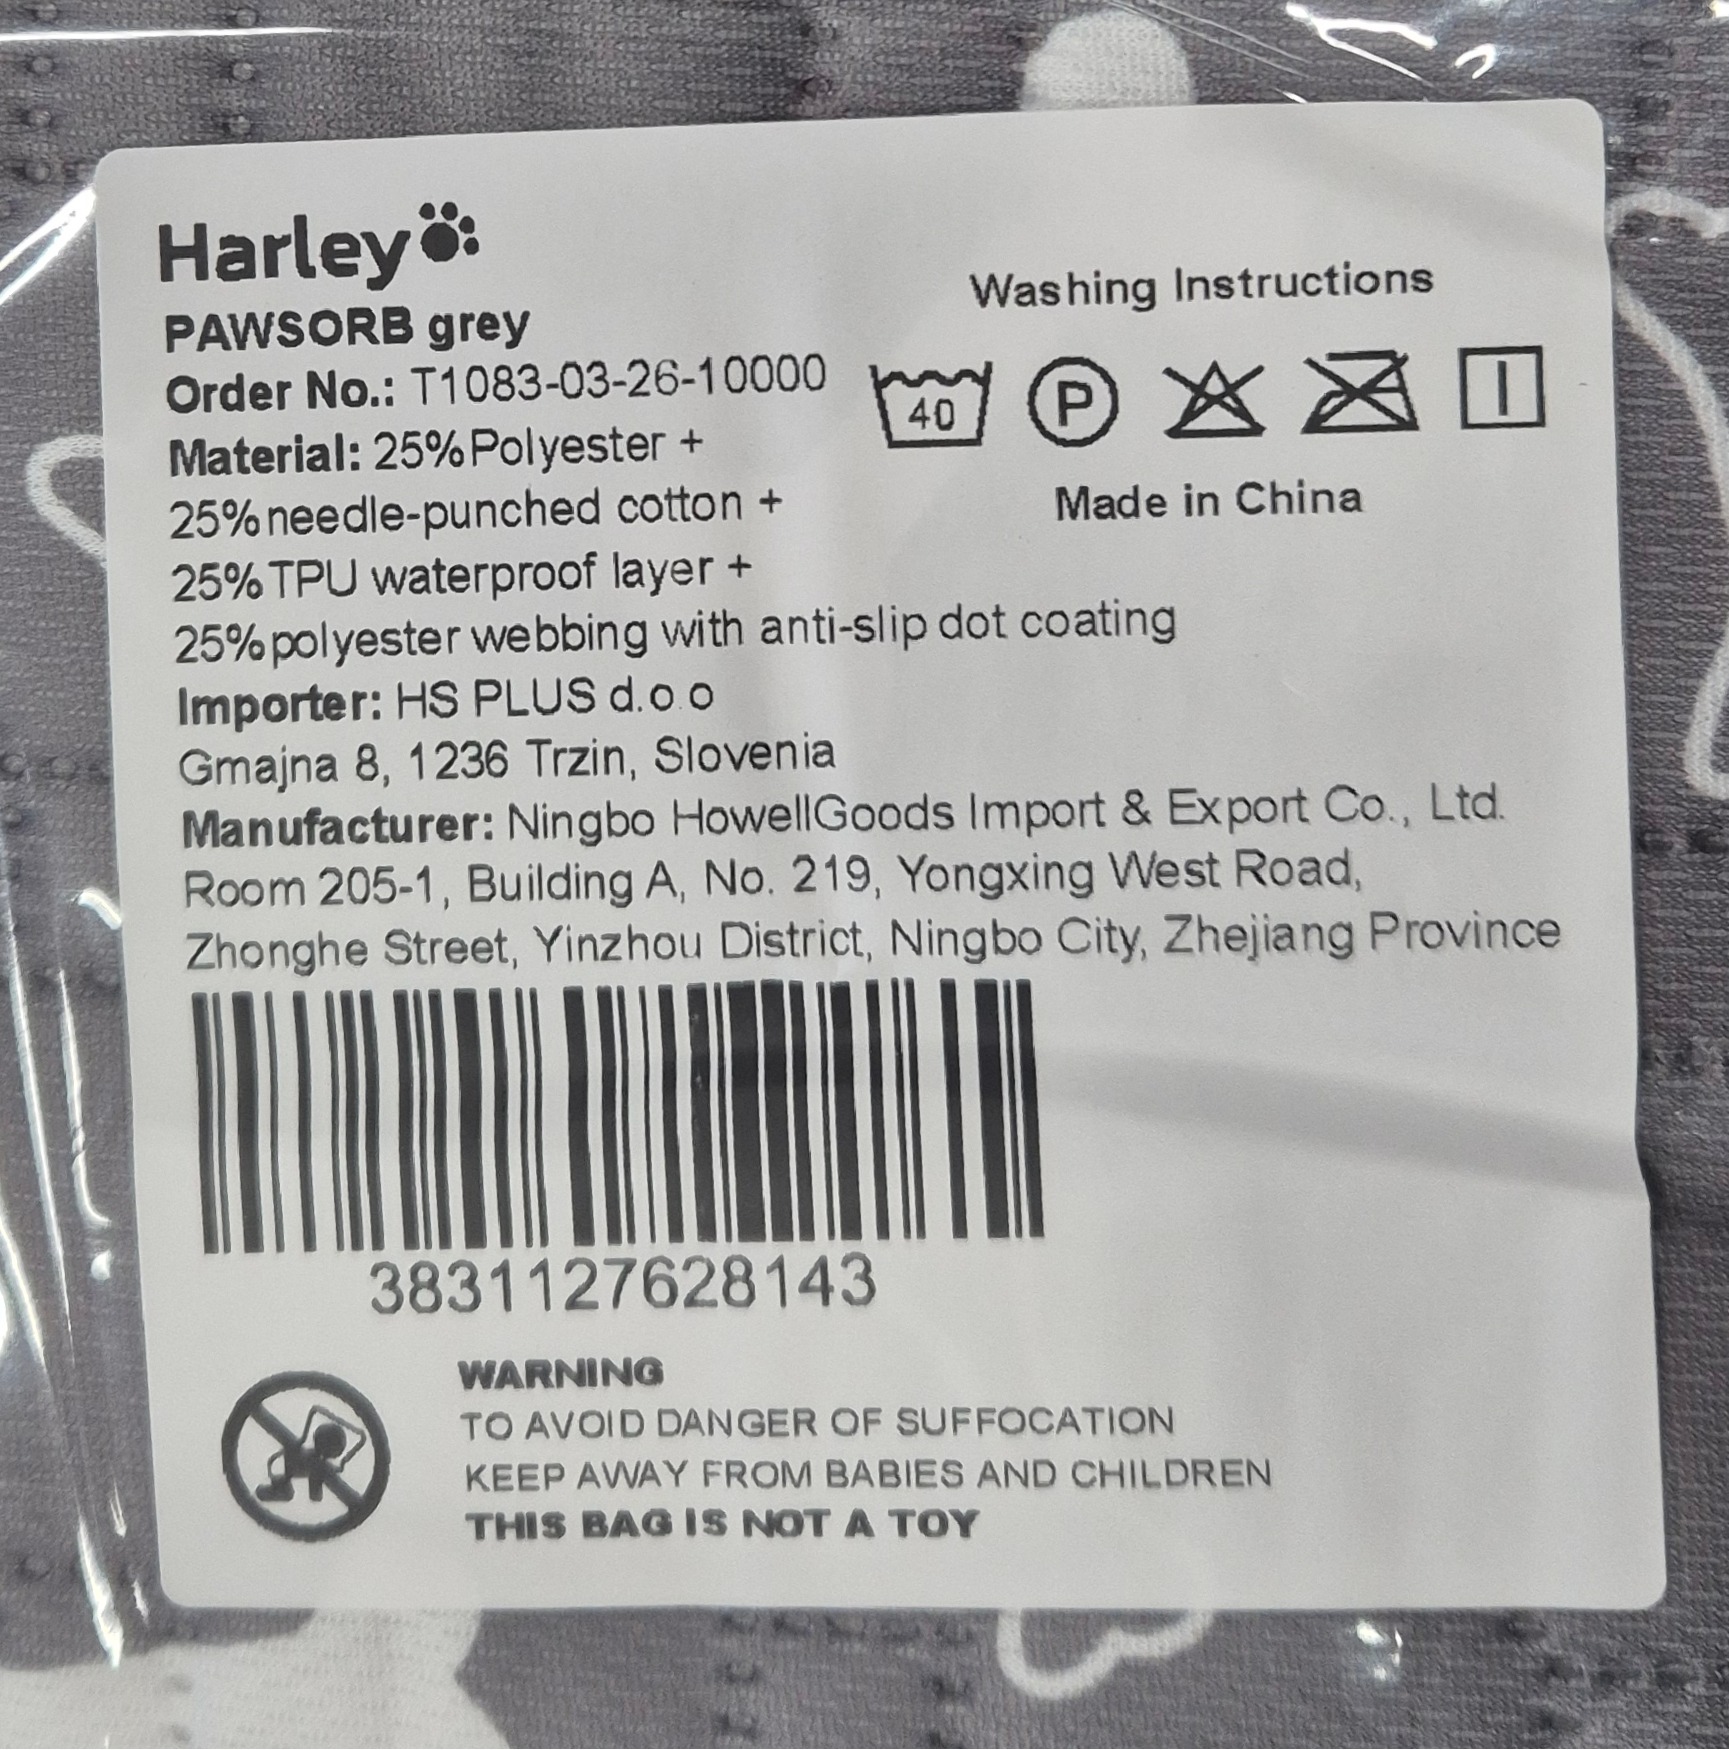 Harley
PAWSORB grey
Order No.: T1083-03-26-10000
Material: 25%Polyester +
25%needle-punched cotton +
25%TPU waterproof layer +
25%polyester webbing with anti-slip dot coating
Importer: HS PLUS d.o.o
Gmajna 8, 1236 Trzin, Slovenia
Manufacturer: Ningbo HowellGoods Import & Export Co., Ltd.
Room 205-1, Building A, No. 219, Yongxing West Road,
Zhonghe Street, Yinzhou District, Ningbo City, Zhejiang Province
Washing Instructions
40 P
Made in China
3831127628143
WARNING
TO AVOID DANGER OF SUFFOCATION
KEEP AWAY FROM BABIES AND CHILDREN
THIS BAG IS NOT A TOY